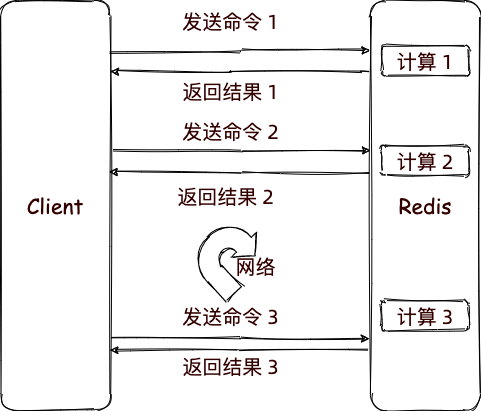 发送命令 1
计算 1
返回结果 1
发送命令 2
计算 2
返回结果 2
Client
Redis
网络
发送命令 3
计算 3
返回结果 3